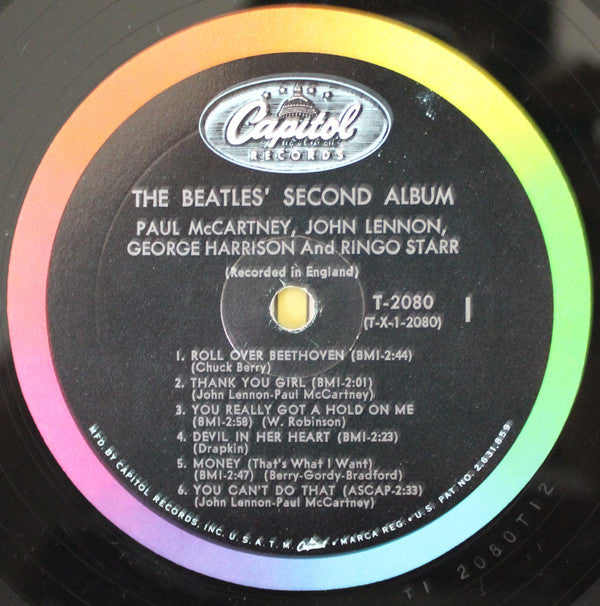 Capitol
RECORDS
THE BEATLES' SECOND ALBUM
PAUL McCARTNEY, JOHN LENNON,
GEORGE HARRISON And RINGO STARR
(Recorded in England)
T-2080 1
(T-X-1-2080)
1. ROLL OVER BEETHOVEN (BMI-2:44)
(Chuck Berry)
2. THANK YOU GIRL (BMI-2:01)
(John Lennon-Paul McCartney)
3. YOU REALLY GOT A HOLD ON ME
(BMI-2:58) (W. Robinson)
4. DEVIL IN HER HEART (BMI-2:23)
(Drapkin)
5. MONEY (That's What I Want)
(BMI-2:47) (Berry-Gordy-Bradford)
6. YOU CAN'T DO THAT (ASCAP-2:33)
(John Lennon-Paul McCartney)
MFD. BY CAPITOL RECORDS, INC. U.S.A. T.M. Capitol • MARCA REG. • U.S. PAT. NO. 2,631,859
T1 2080T12